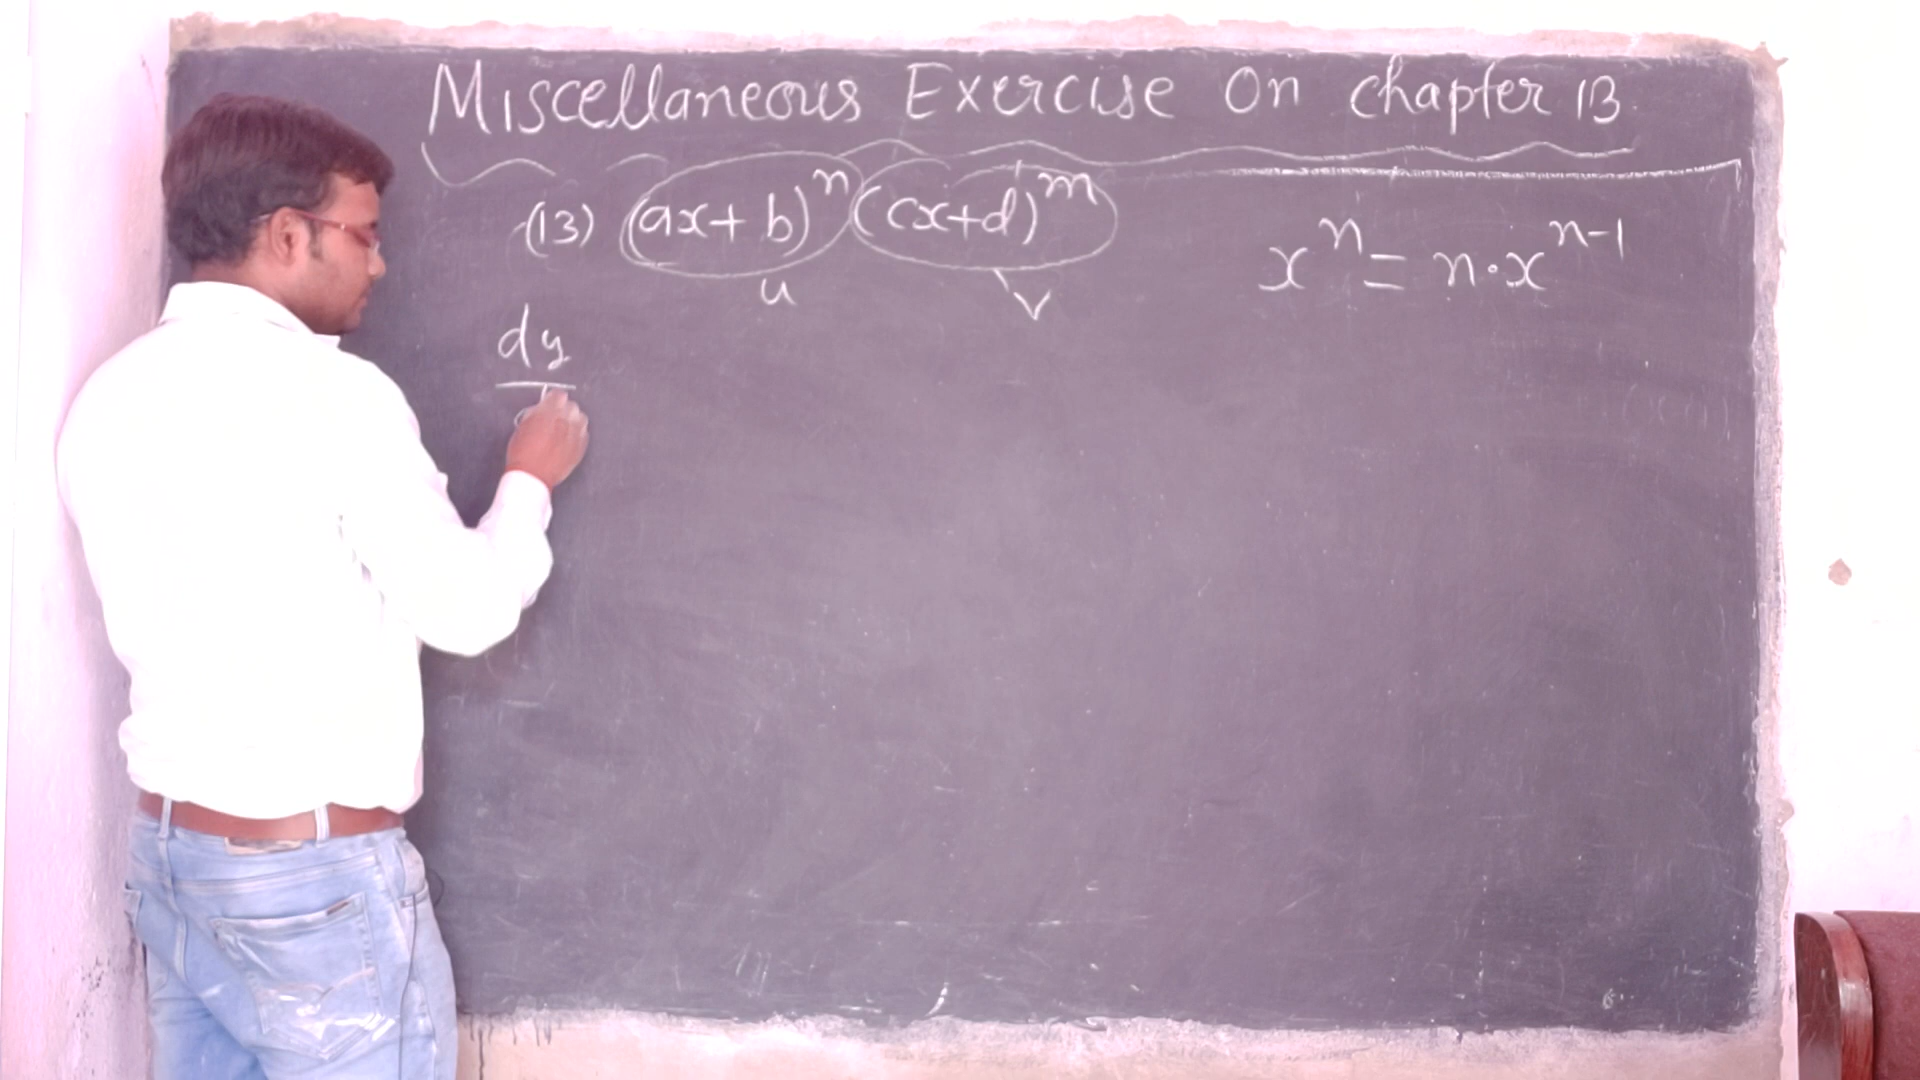 Miscellaneous Exercise On Chapter 13
(13) (ax+b)^n (cx+d)^m
x^n = n·x^{n-1}
u v
dy